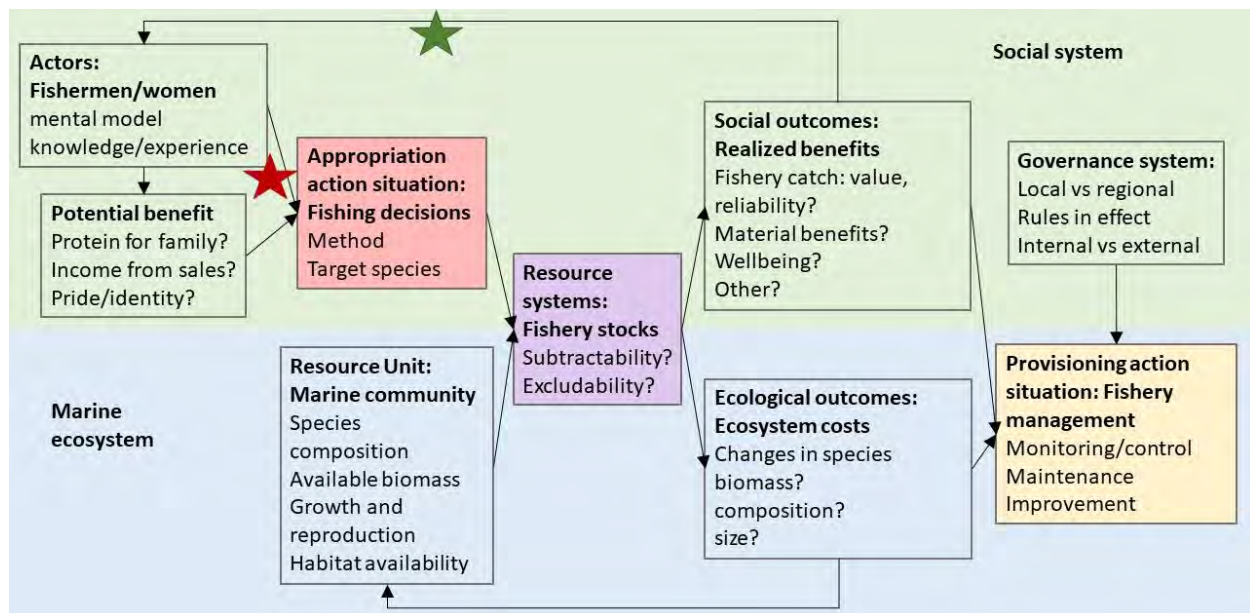 Actors:
Fishermen/women
mental model
knowledge/experience
Potential benefit
Protein for family?
Income from sales?
Pride/identity?
Appropriation
action situation:
Fishing decisions
Method
Target species
Resource
systems:
Fishery stocks
Subtractability?
Excludability?
Social outcomes:
Realized benefits
Fishery catch: value,
reliability?
Material benefits?
Wellbeing?
Other?
Social system
Governance system:
Local vs regional
Rules in effect
Internal vs external
Marine
ecosystem
Resource Unit:
Marine community
Species
composition
Available biomass
Growth and
reproduction
Habitat availability
Ecological outcomes:
Ecosystem costs
Changes in species
biomass?
composition?
size?
Provisioning action
situation: Fishery
management
Monitoring/control
Maintenance
Improvement